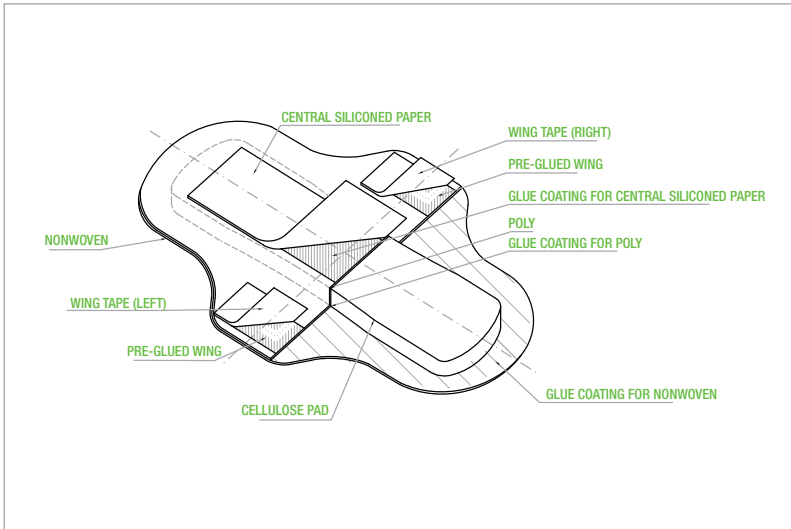 CENTRAL SILICONED PAPER
WING TAPE (RIGHT)
PRE-GLUED WING
GLUE COATING FOR CENTRAL SILICONED PAPER
POLY
GLUE COATING FOR POLY
NONWOVEN
WING TAPE (LEFT)
PRE-GLUED WING
GLUE COATING FOR NONWOVEN
CELLULOSE PAD